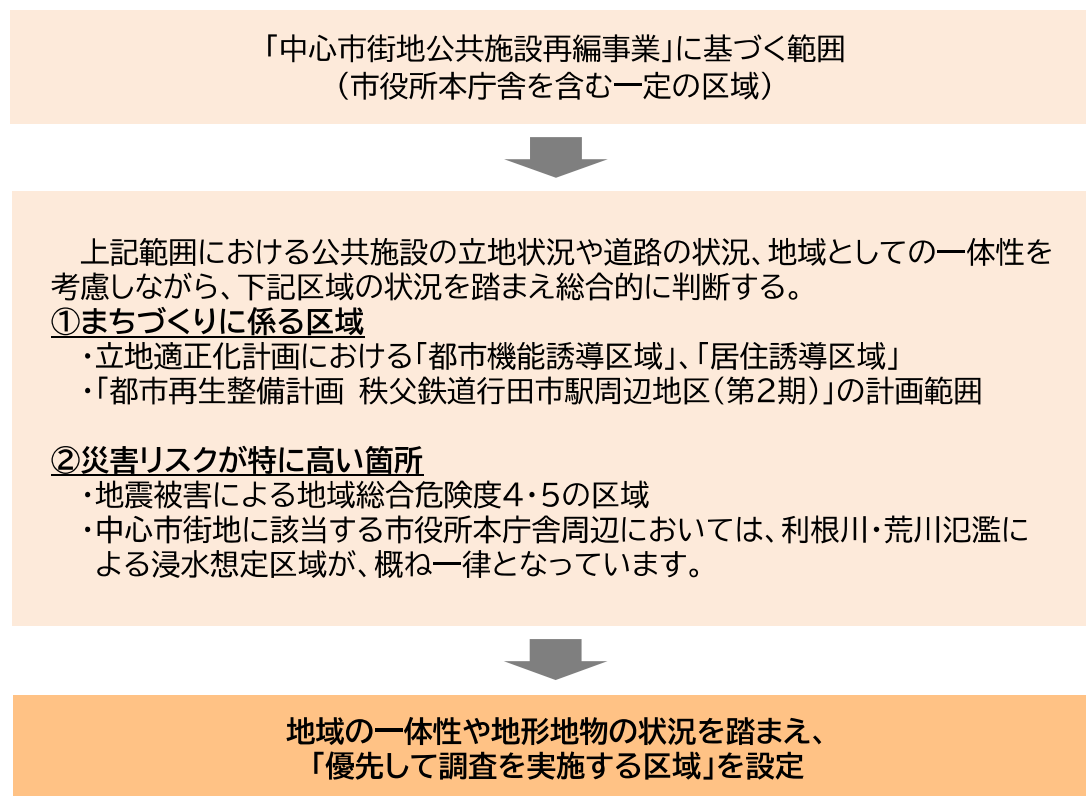 「中心市街地公共施設再編事業」に基づく範囲
（市役所本庁舎を含む一定の区域）
上記範囲における公共施設の立地状況や道路の状況、地域としての一体性を
考慮しながら、下記区域の状況を踏まえ総合的に判断する。
①まちづくりに係る区域
・立地適正化計画における「都市機能誘導区域」、「居住誘導区域」
・「都市再生整備計画 秩父鉄道行田市駅周辺地区（第２期）」の計画範囲
②災害リスクが特に高い箇所
・地震被害による地域総合危険度４・５の区域
・中心市街地に該当する市役所本庁舎周辺においては、利根川・荒川氾濫に
よる浸水想定区域が、概ね一律となっています。
地域の一体性や地形地物の状況を踏まえ、
「優先して調査を実施する区域」を設定